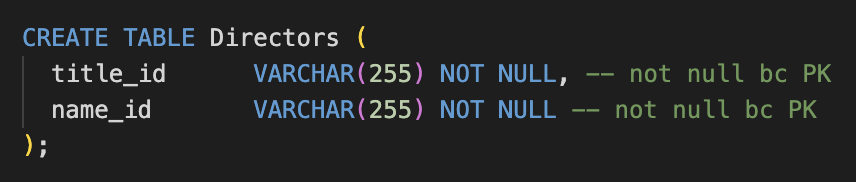 CREATE TABLE Directors (
title_id VARCHAR(255) NOT NULL, -- not null bc PK
name_id VARCHAR(255) NOT NULL -- not null bc PK
);